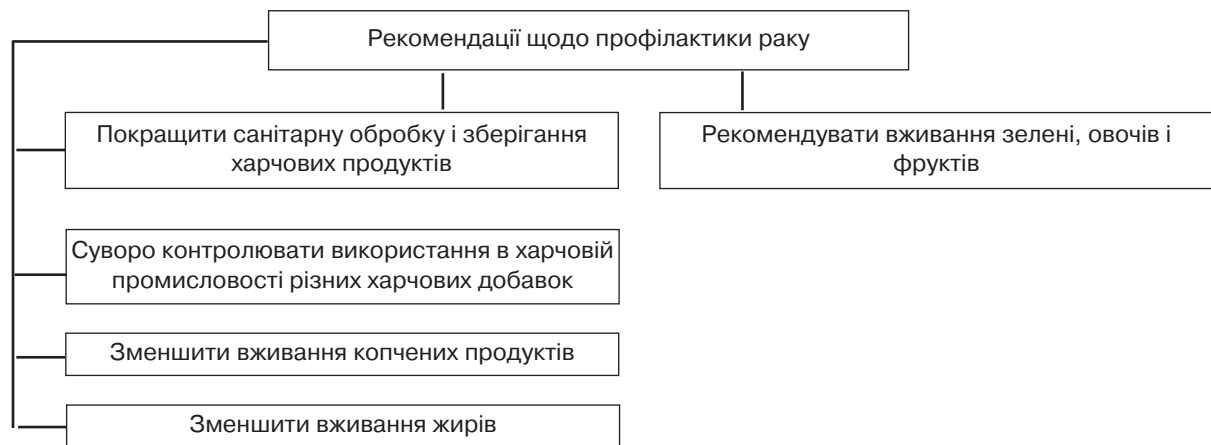 Рекомендації щодо профілактики раку
Покращити санітарну обробку і зберігання
харчових продуктів
Рекомендувати вживання зелені, овочів і
фруктів
Суворо контролювати використання в харчовій
промисловості різних харчових добавок
Зменшити вживання копчених продуктів
Зменшити вживання жирів